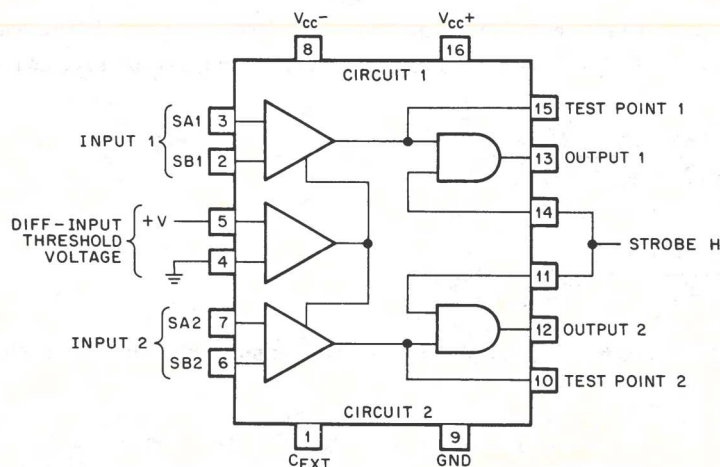 VCC-
VCC+
8
16
CIRCUIT 1
INPUT 1
SA1
3
SB1
2
15
TEST POINT 1
13
OUTPUT 1
DIFF-INPUT
THRESHOLD
VOLTAGE
+V
5
4
14
STROBE H
11
INPUT 2
SA2
7
SB2
6
12
OUTPUT 2
10
TEST POINT 2
CIRCUIT 2
1
9
CEXT
GND